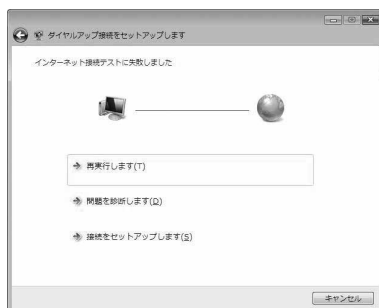 ダイヤルアップ接続をセットアップします
インターネット接続テストに失敗しました
再実行します(T)
問題を診断します(D)
接続をセットアップします(S)
キャンセル